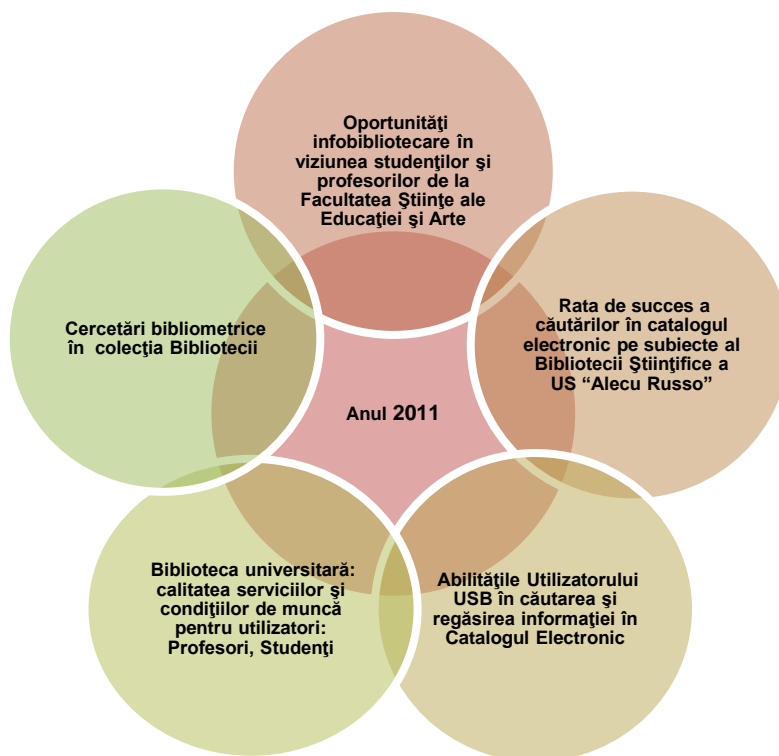 Oportunităţi
infobibliotecare în
viziunea studenţilor şi
profesorilor de la
Facultatea Ştiinţe ale
Educaţiei şi Arte
Rata de succes a
căutărilor în catalogul
electronic pe subiecte al
Bibliotecii Ştiinţifice a
US “Alecu Russo”
Abilităţile Utilizatorului
USB în căutarea şi
regăsirea informaţiei în
Catalogul Electronic
Biblioteca universitară:
calitatea serviciilor şi
condiţiilor de muncă
pentru utilizatori:
Profesori, Studenţi
Cercetări bibliometrice
în colecţia Bibliotecii
Anul 2011